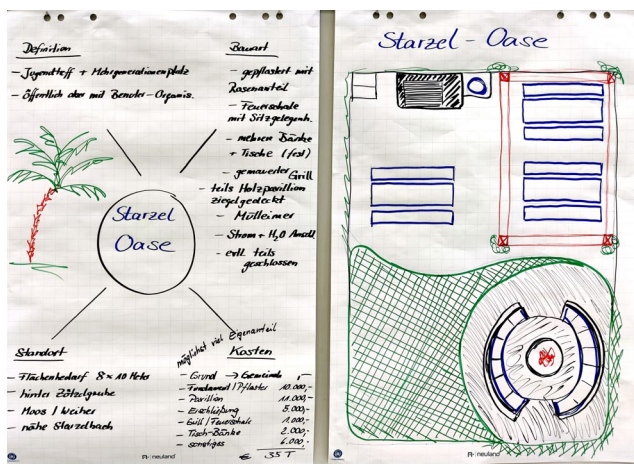 Definition
- Jugendtreff + Mehrgenerationenplatz
- Öffentlich aber mit Benutzer-Organis.
Bauart
- gepflastert mit
Rasenanteil
- Feuerschale
mit Sitzgelegenh.
- mehrere Bänke
+ Tische (fest)
- gemauerter Grill
- teils Holzpavillion
ziegelgedeckt
- Mülleimer
- Strom + H2O Anschl.
- evtl. teils
geschlossen
Starzel
Oase
Standort
- Flächenbedarf 8 x 10 Meter
- hinter
- Moos / Weiher
- nähe Starzelbach
möglichst viel Eigenanteil
Kosten
- Grund → Gemeinde ,-
- Fundament / Pflaster 10.000,-
- Pavillion 11.000,-
- Erschließung 5.000,-
- Grill / Feuerschale 1.000,-
- Tisch-Bänke 2.000,-
- sonstiges 6.000,-
€ 35 T
neuland
Starzel - Oase
neuland